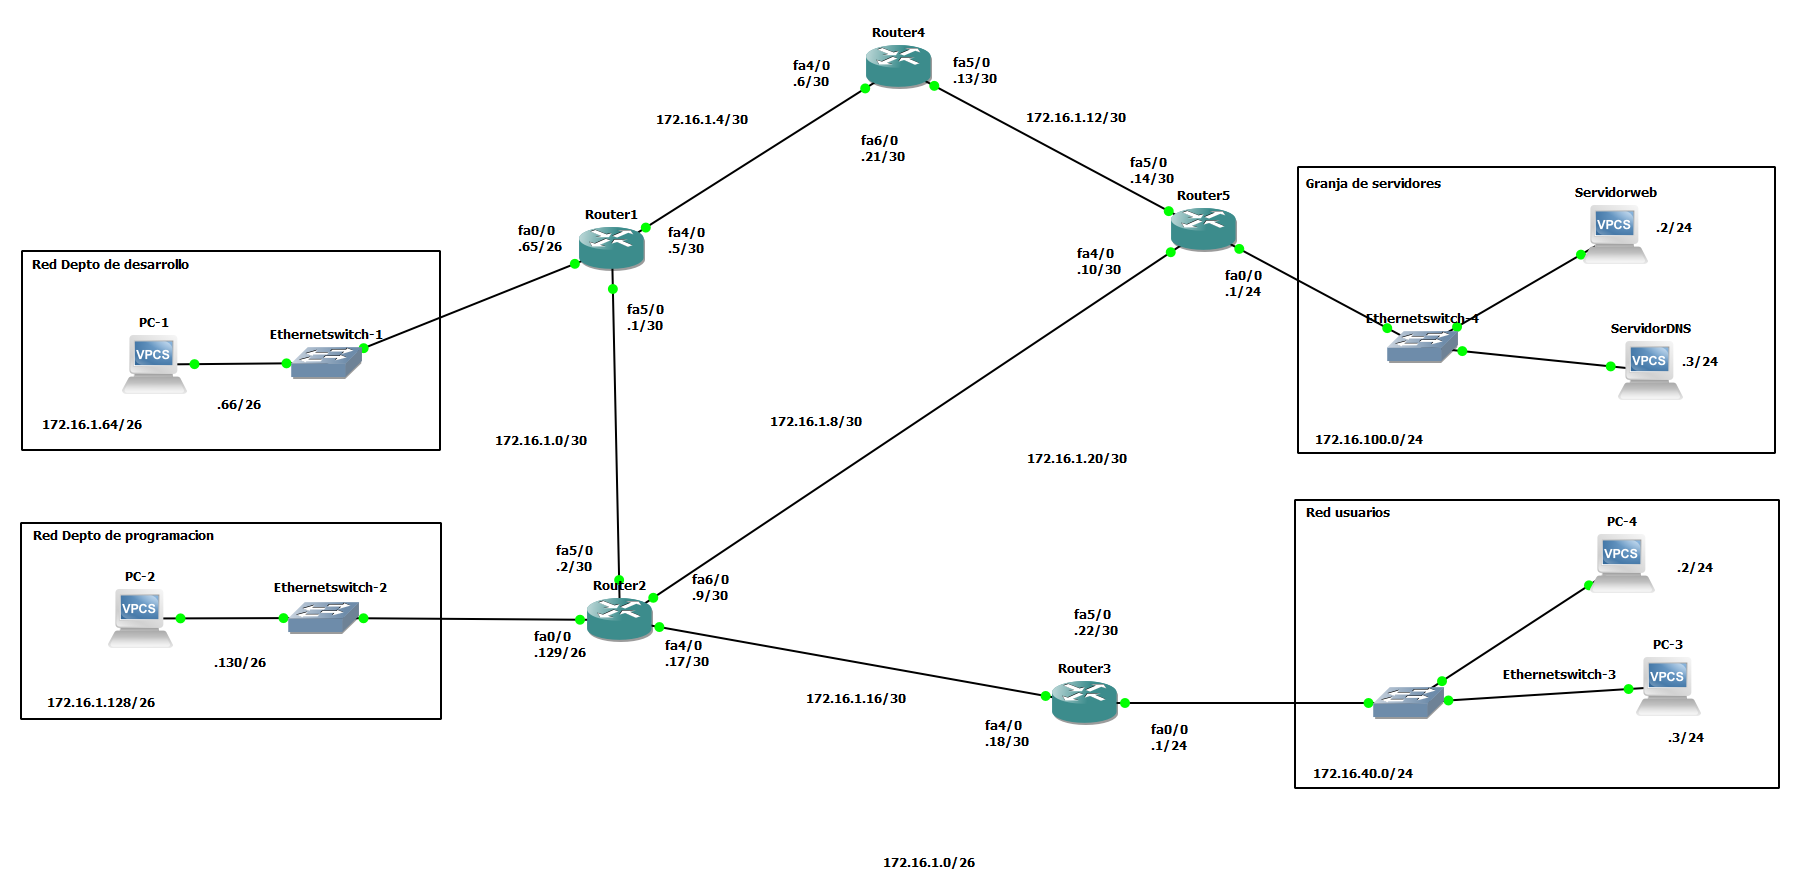 Router4
fa4/0
.6/30
fa5/0
.13/30
172.16.1.4/30
172.16.1.12/30
fa6/0
.21/30
fa5/0
.14/30
Router5
Router1
fa0/0
.65/26
fa4/0
.5/30
fa4/0
.10/30
fa0/0
.1/24
fa5/0
.1/30
Granja de servidores
Servidorweb
VPCS
.2/24
Ethernetswitch-4
ServidorDNS
VPCS
.3/24
172.16.100.0/24
Red Depto de desarrollo
PC-1
VPCS
Ethernetswitch-1
.66/26
172.16.1.64/26
172.16.1.0/30
172.16.1.8/30
172.16.1.20/30
Red Depto de programacion
PC-2
VPCS
Ethernetswitch-2
.130/26
172.16.1.128/26
fa5/0
.2/30
Router2
fa6/0
.9/30
fa0/0
.129/26
fa4/0
.17/30
172.16.1.16/30
fa5/0
.22/30
Router3
fa4/0
.18/30
fa0/0
.1/24
Red usuarios
PC-4
VPCS
.2/24
PC-3
VPCS
Ethernetswitch-3
.3/24
172.16.40.0/24
172.16.1.0/26